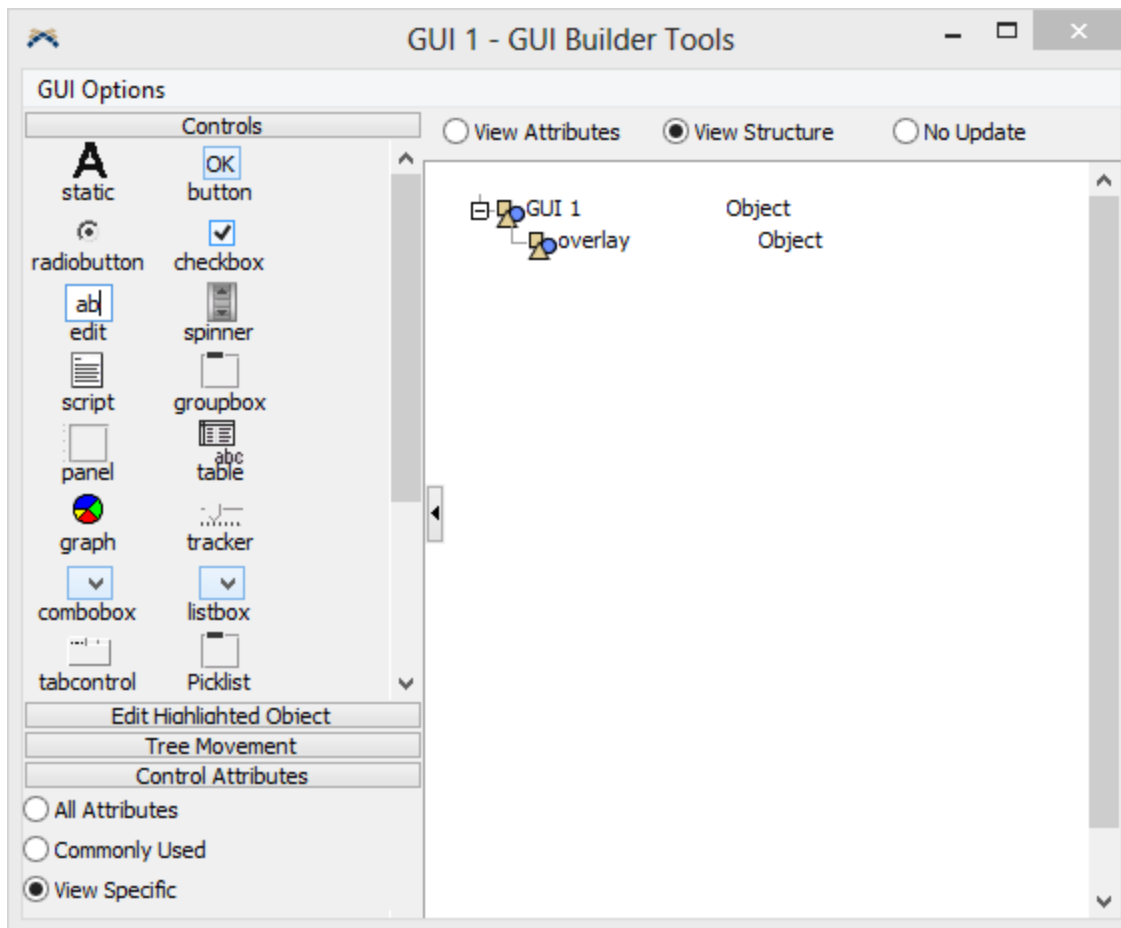 GUI 1 - GUI Builder Tools
GUI Options
Controls
View Attributes View Structure No Update
A OK
static button
radiobutton checkbox
ab
edit spinner
script groupbox
abc
panel table
graph tracker
combobox listbox
tabcontrol Picklist
Edit Highlighted Object
Tree Movement
Control Attributes
All Attributes
Commonly Used
View Specific
GUI 1 Object
overlay Object